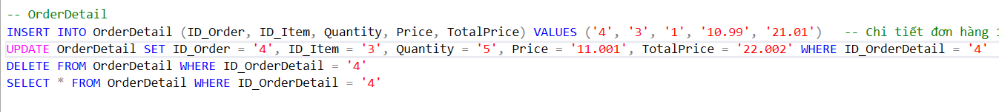 -- OrderDetail
INSERT INTO OrderDetail (ID_Order, ID_Item, Quantity, Price, TotalPrice) VALUES ('4', '3', '1', '10.99', '21.01')   -- Chi tiết đơn hàng 1
UPDATE OrderDetail SET ID_Order = '4', ID_Item = '3', Quantity = '5', Price = '11.001', TotalPrice = '22.002' WHERE ID_OrderDetail = '4'
DELETE FROM OrderDetail WHERE ID_OrderDetail = '4'
SELECT * FROM OrderDetail WHERE ID_OrderDetail = '4'